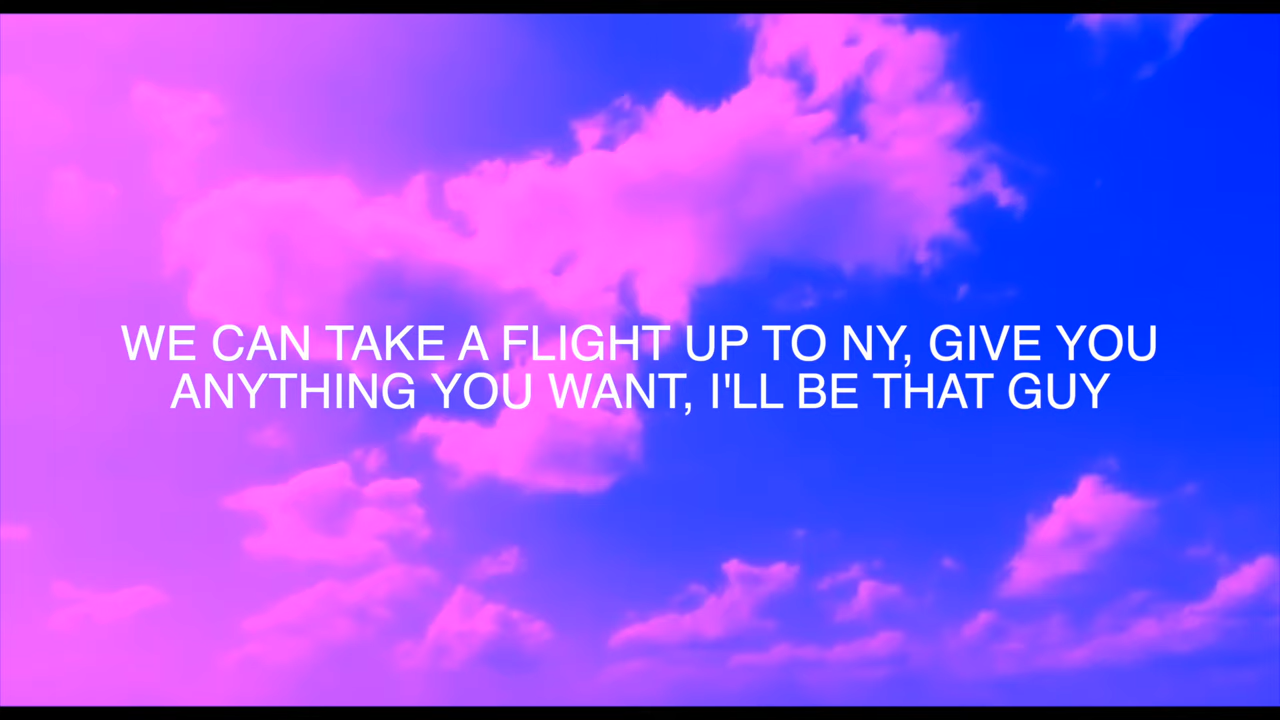 WE CAN TAKE A FLIGHT UP TO NY, GIVE YOU
ANYTHING YOU WANT, I'LL BE THAT GUY